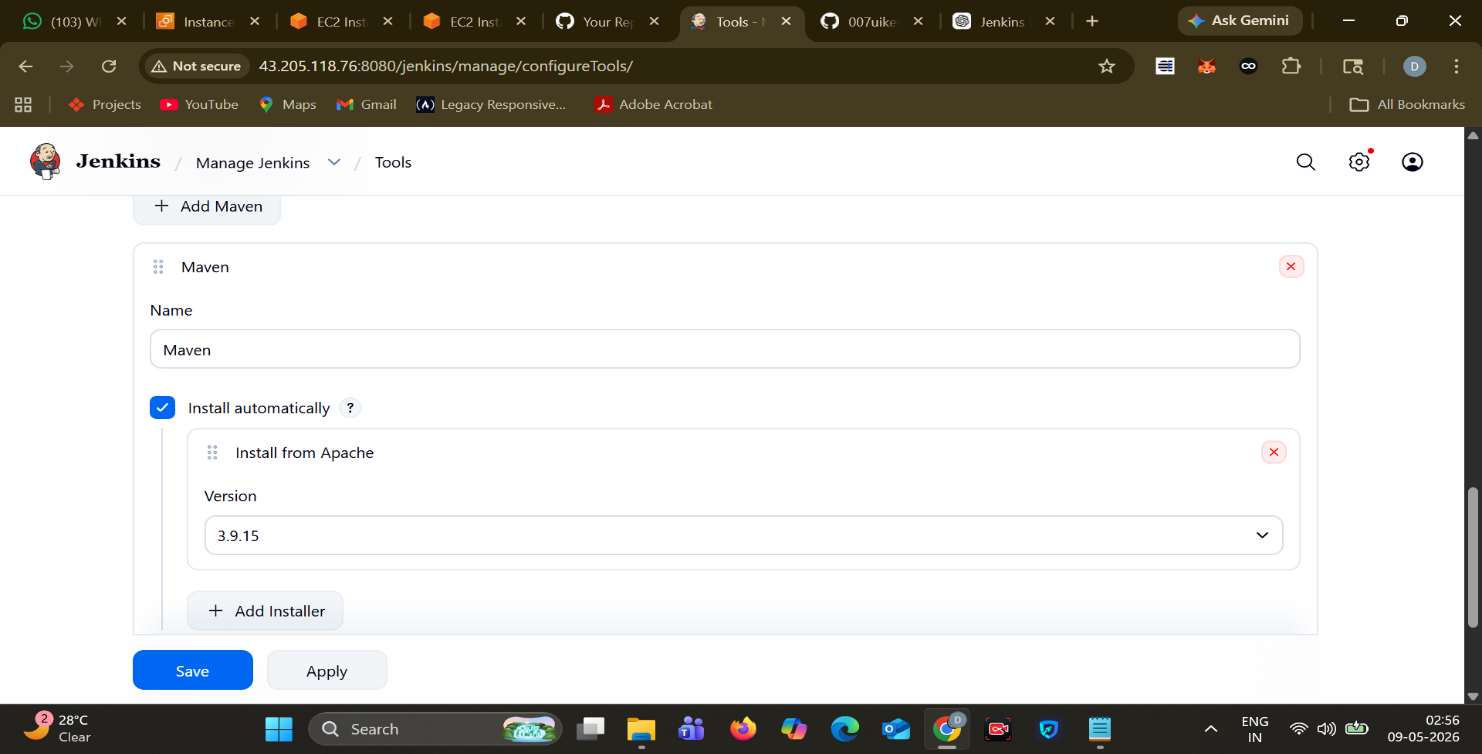 (103) W
Instance
EC2 Inst
EC2 Inst
Your Rep
Tools - M
007uike
Jenkins
Ask Gemini
Not secure
43.205.118.76:8080/jenkins/manage/configureTools/
D
Projects
YouTube
Maps
Gmail
Legacy Responsive...
Adobe Acrobat
All Bookmarks
Jenkins / Manage Jenkins / Tools
+ Add Maven
Maven
Name
Maven
Install automatically ?
Install from Apache
Version
3.9.15
+ Add Installer
Save
Apply
2
28°C
Clear
Search
D
ENG
IN
02:56
09-05-2026